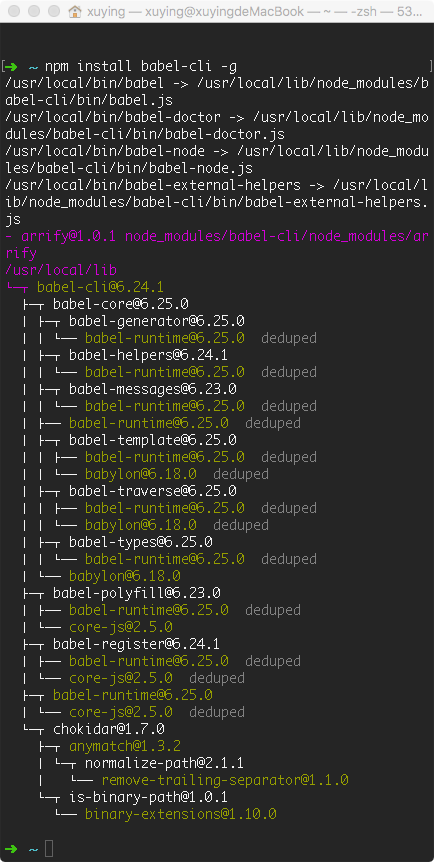 xuying — xuying@xuyingdeMacBook — ~ — -zsh — 53...
[➜ ~ npm install babel-cli -g ]
/usr/local/bin/babel -> /usr/local/lib/node_modules/b
abel-cli/bin/babel.js
/usr/local/bin/babel-doctor -> /usr/local/lib/node_mo
dules/babel-cli/bin/babel-doctor.js
/usr/local/bin/babel-node -> /usr/local/lib/node_modu
les/babel-cli/bin/babel-node.js
/usr/local/bin/babel-external-helpers -> /usr/local/l
ib/node_modules/babel-cli/bin/babel-external-helpers.
js
- arrify@1.0.1 node_modules/babel-cli/node_modules/ar
rify
/usr/local/lib
└─┬ babel-cli@6.24.1
  ├─┬ babel-core@6.25.0
  | ├─┬ babel-generator@6.25.0
  | | └── babel-runtime@6.25.0  deduped
  | ├─┬ babel-helpers@6.24.1
  | | └── babel-runtime@6.25.0  deduped
  | ├─┬ babel-messages@6.23.0
  | | └── babel-runtime@6.25.0  deduped
  | ├── babel-runtime@6.25.0  deduped
  | ├─┬ babel-template@6.25.0
  | | ├── babel-runtime@6.25.0  deduped
  | | └── babylon@6.18.0  deduped
  | ├─┬ babel-traverse@6.25.0
  | | ├── babel-runtime@6.25.0  deduped
  | | └── babylon@6.18.0  deduped
  | ├─┬ babel-types@6.25.0
  | | └── babel-runtime@6.25.0  deduped
  | └── babylon@6.18.0
  ├─┬ babel-polyfill@6.23.0
  | ├── babel-runtime@6.25.0  deduped
  | └── core-js@2.5.0
  ├─┬ babel-register@6.24.1
  | ├── babel-runtime@6.25.0  deduped
  | └── core-js@2.5.0  deduped
  ├─┬ babel-runtime@6.25.0
  | └── core-js@2.5.0  deduped
  └─┬ chokidar@1.7.0
    ├─┬ anymatch@1.3.2
    | └─┬ normalize-path@2.1.1
    |   └── remove-trailing-separator@1.1.0
    └─┬ is-binary-path@1.0.1
      └── binary-extensions@1.10.0
➜ ~